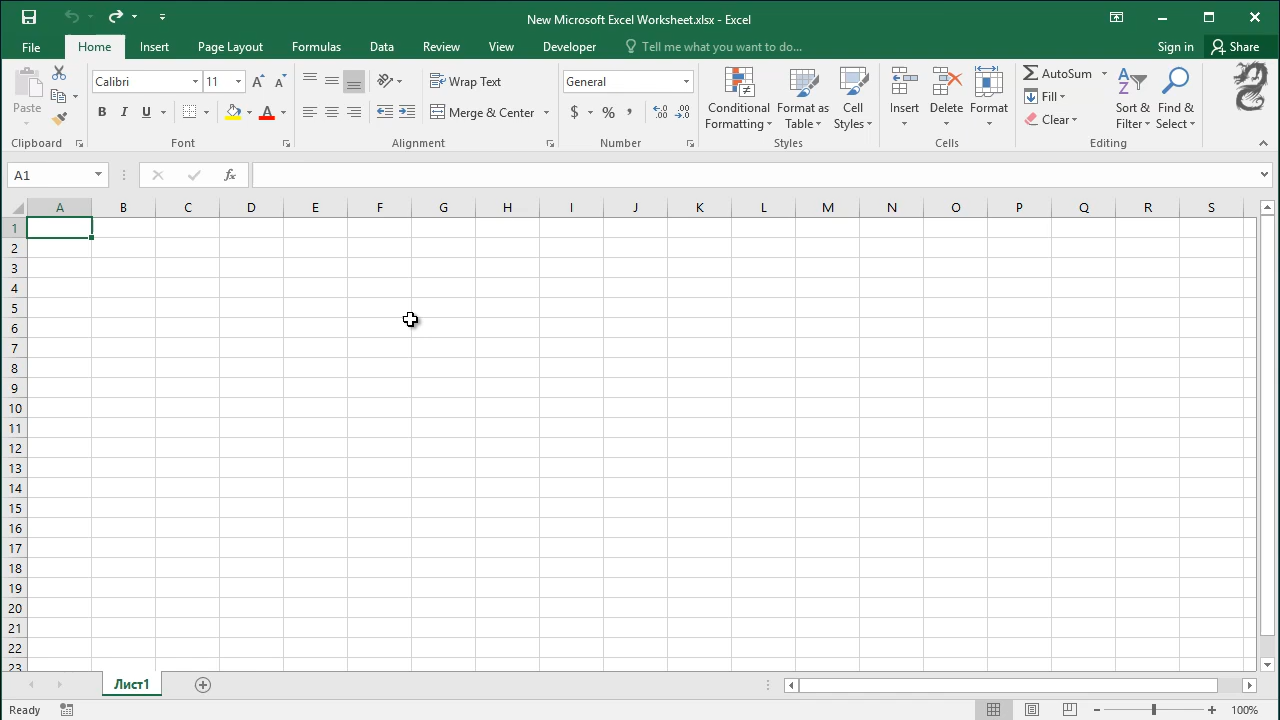 New Microsoft Excel Worksheet.xlsx - Excel
File Home Insert Page Layout Formulas Data Review View Developer Tell me what you want to do... Sign in Share
Paste
Clipboard
Calibri 11
B I U A
Font
Wrap Text
Merge & Center
Alignment
General
$ % ,
Number
Conditional Formatting
Format as Table
Cell Styles
Styles
Insert Delete Format
Cells
AutoSum
Fill
Clear
Sort & Filter
Find & Select
Editing
A1 fx
A B C D E F G H I J K L M N O P Q R S
1
2
3
4
5
6
7
8
9
10
11
12
13
14
15
16
17
18
19
20
21
22
23
Лист1
Ready 100%